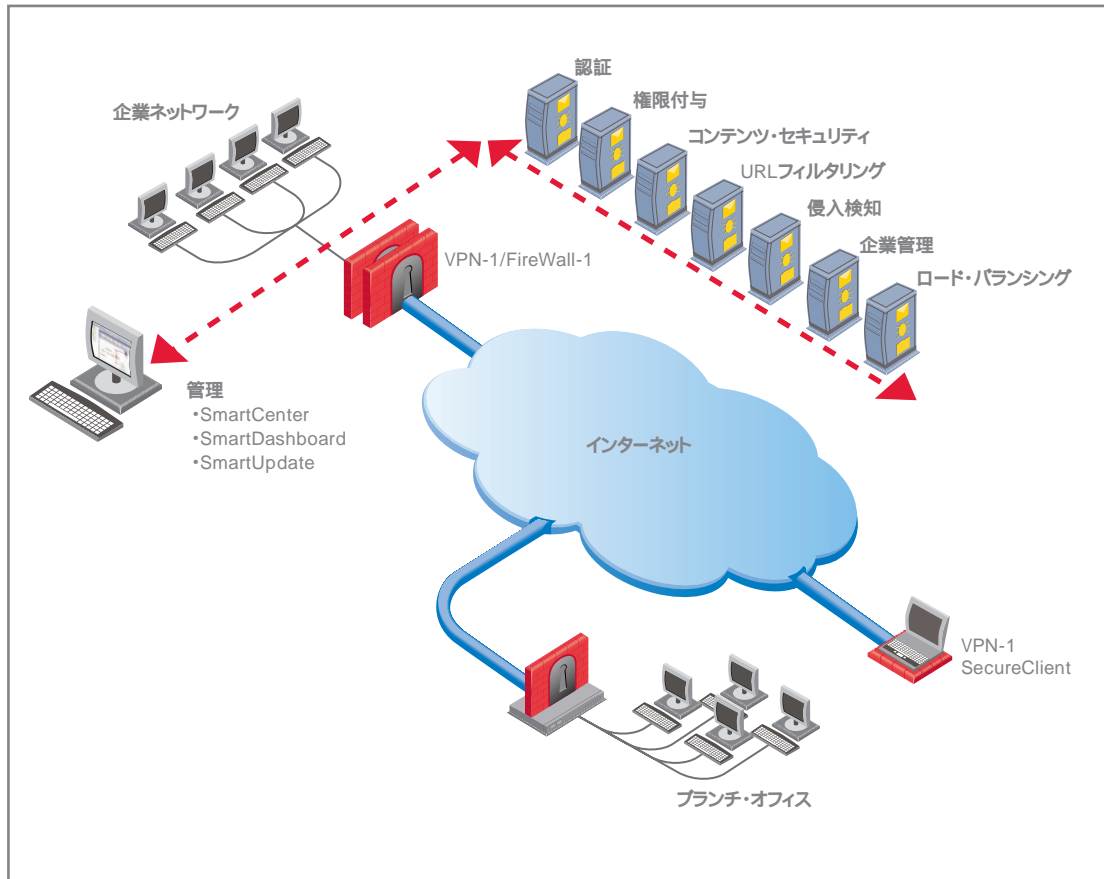 認証
権限付与
企業ネットワーク
コンテンツ・セキュリティ
URLフィルタリング
侵入検知
企業管理
VPN-1/FireWall-1
ロード・バランシング
管理
・SmartCenter
・SmartDashboard
・SmartUpdate
インターネット
VPN-1
SecureClient
ブランチ・オフィス